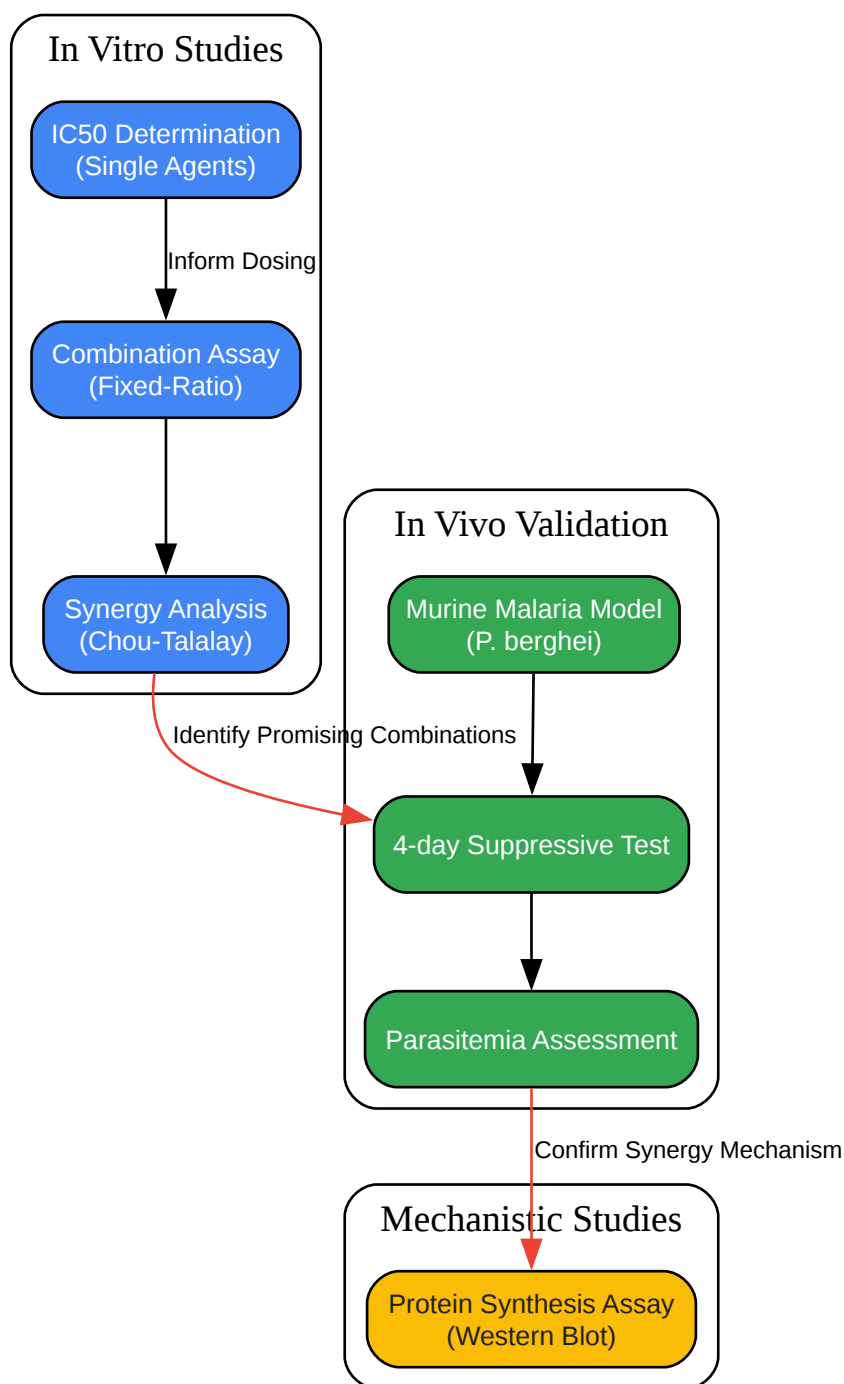 In Vitro Studies
IC50 Determination
(Single Agents)
Inform Dosing
Combination Assay
(Fixed-Ratio)
Synergy Analysis
(Chou-Talalay)
Identify Promising Combinations
In Vivo Validation
Murine Malaria Model
(P. berghei)
4-day Suppressive Test
Parasitemia Assessment
Confirm Synergy Mechanism
Mechanistic Studies
Protein Synthesis Assay
(Western Blot)